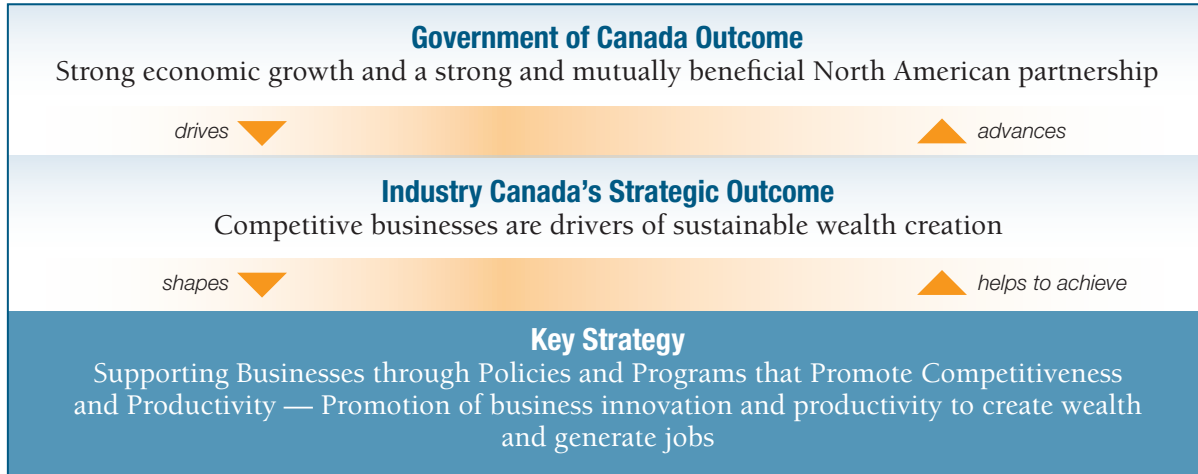 Government of Canada Outcome
Strong economic growth and a strong and mutually beneficial North American partnership
drives
advances
Industry Canada’s Strategic Outcome
Competitive businesses are drivers of sustainable wealth creation
shapes
helps to achieve
Key Strategy
Supporting Businesses through Policies and Programs that Promote Competitiveness
and Productivity — Promotion of business innovation and productivity to create wealth
and generate jobs